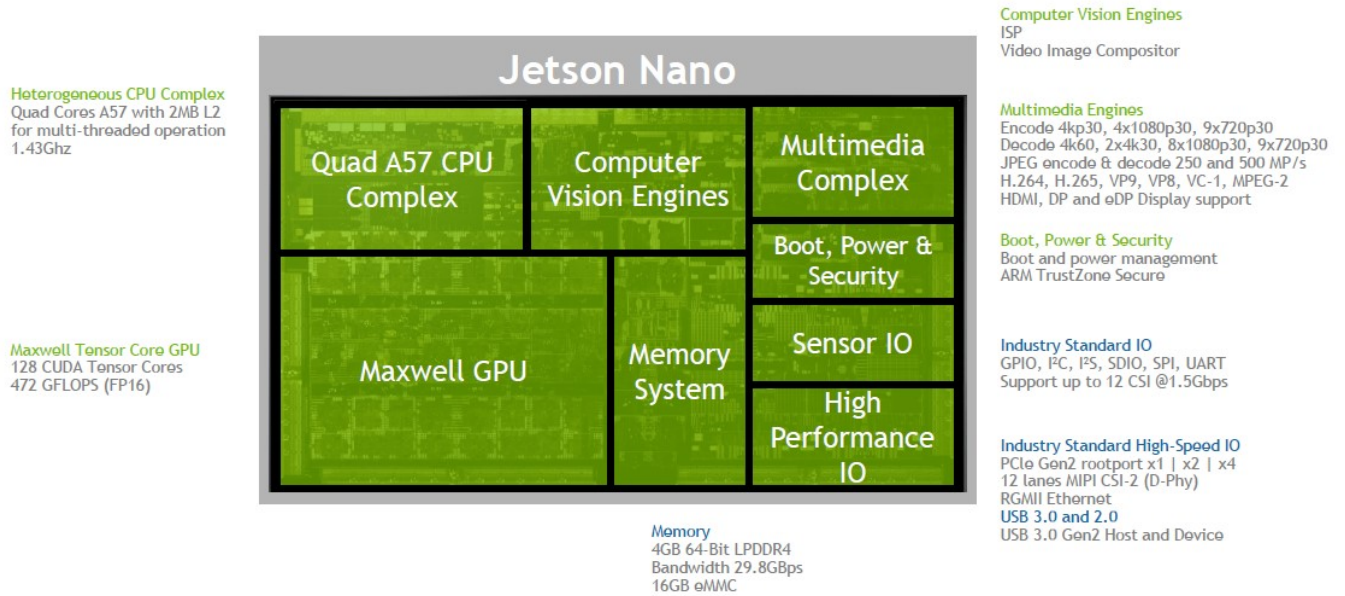 Jetson Nano
Heterogeneous CPU Complex
Quad Cores A57 with 2MB L2
for multi-threaded operation
1.43Ghz
Maxwell Tensor Core GPU
128 CUDA Tensor Cores
472 GFLOPS (FP16)
Quad A57 CPU
Complex
Computer
Vision Engines
Multimedia
Complex
Boot, Power &
Security
Maxwell GPU
Memory
System
Sensor IO
High
Performance
IO
Computer Vision Engines
ISP
Video Image Compositor
Multimedia Engines
Encode 4kp30, 4x1080p30, 9x720p30
Decode 4k60, 2x4k30, 8x1080p30, 9x720p30
JPEG encode & decode 250 and 500 MP/s
H.264, H.265, VP9, VP8, VC-1, MPEG-2
HDMI, DP and eDP Display support
Boot, Power & Security
Boot and power management
ARM TrustZone Secure
Industry Standard IO
GPIO, I²C, I²S, SDIO, SPI, UART
Support up to 12 CSI @1.5Gbps
Industry Standard High-Speed IO
PCIe Gen2 rootport x1 | x2 | x4
12 lanes MIPI CSI-2 (D-Phy)
RGMII Ethernet
USB 3.0 and 2.0
USB 3.0 Gen2 Host and Device
Memory
4GB 64-Bit LPDDR4
Bandwidth 29.8GBps
16GB eMMC